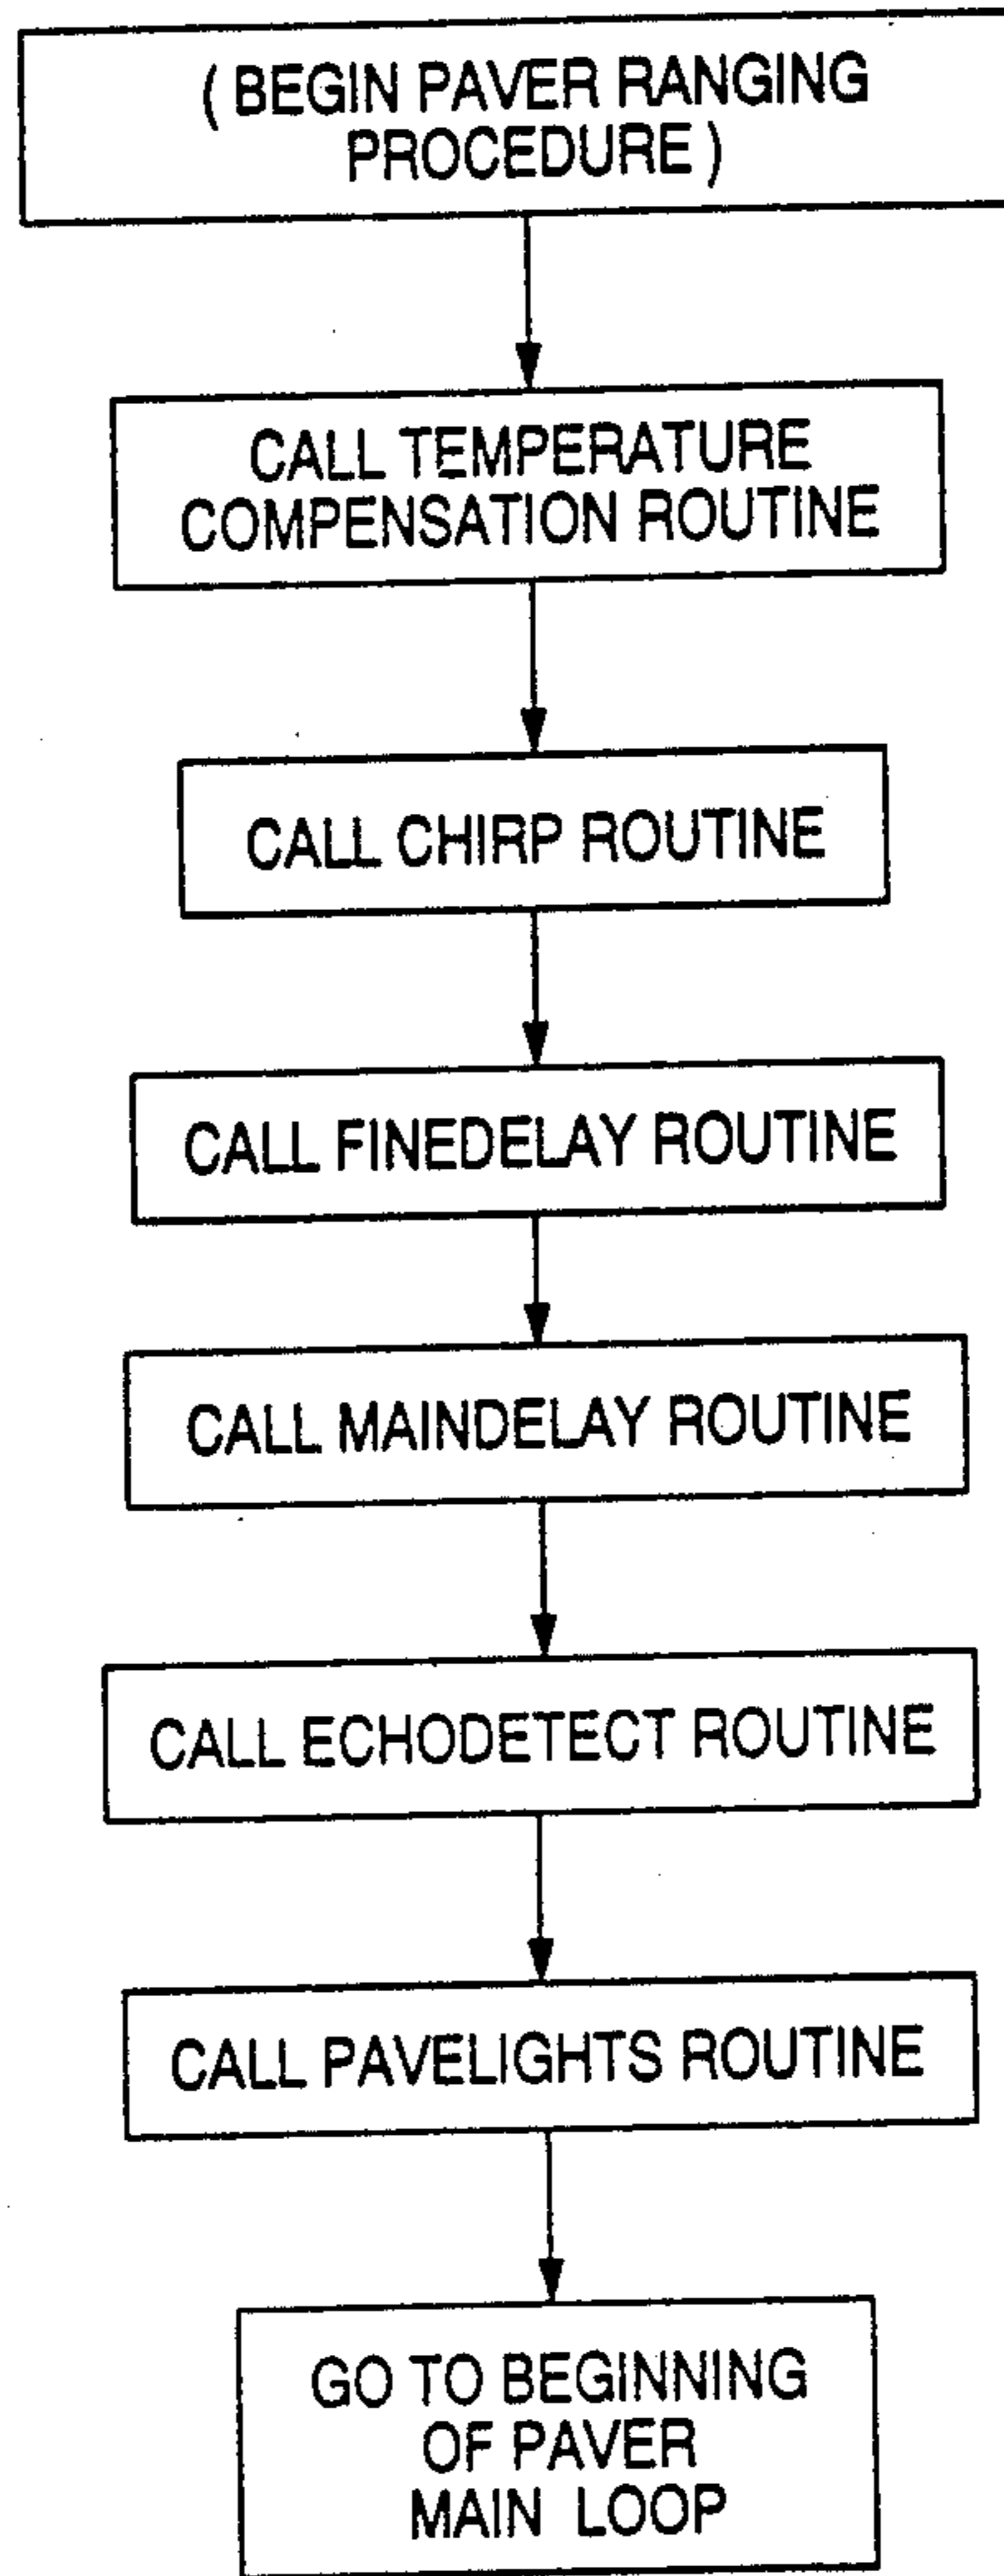 ( BEGIN PAVER RANGING
PROCEDURE )
CALL TEMPERATURE
COMPENSATION ROUTINE
CALL CHIRP ROUTINE
CALL FINEDELAY ROUTINE
CALL MAINDELAY ROUTINE
CALL ECHODETECT ROUTINE
CALL PAVELIGHTS ROUTINE
GO TO BEGINNING
OF PAVER
MAIN LOOP